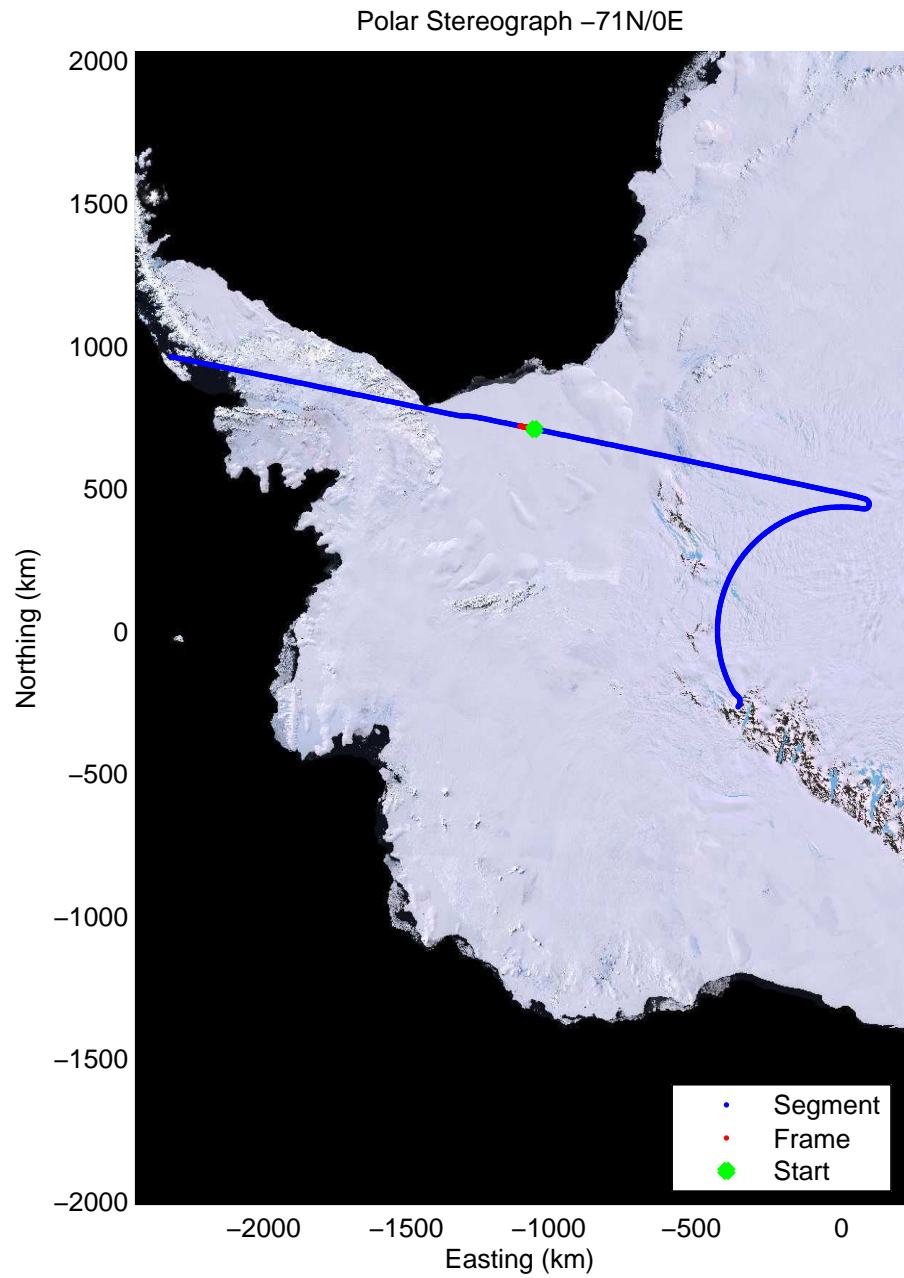 Polar Stereograph −71N/0E
2000
1500
1000
500
0
−500
−1000
−1500
−2000
Northing (km)
−2000 −1500 −1000 −500 0
Easting (km)
Segment
Frame
Start